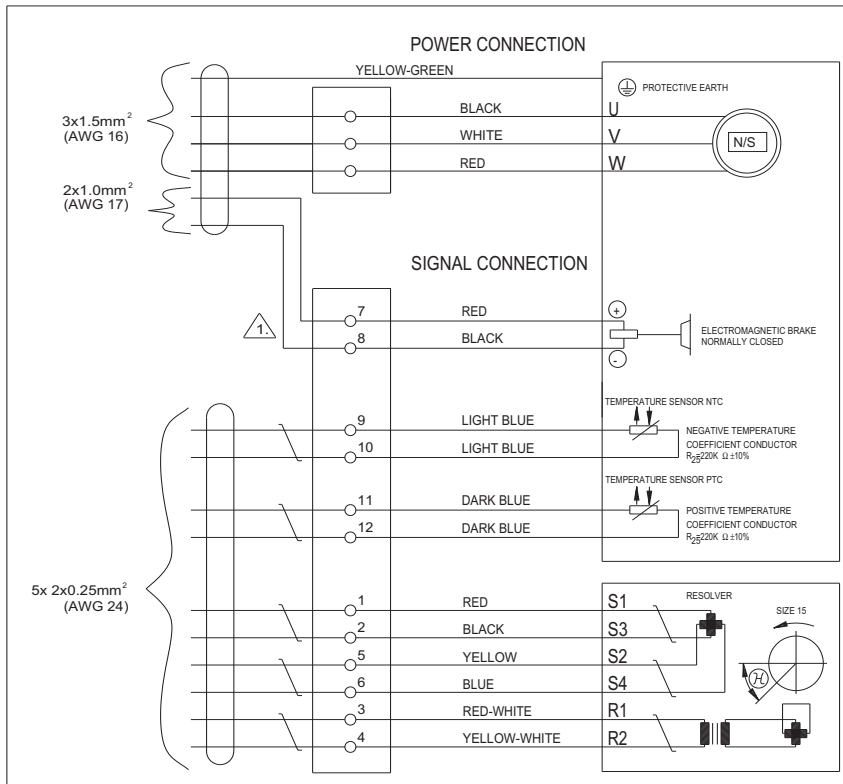 POWER CONNECTION
YELLOW-GREEN
PROTECTIVE EARTH
3x1.5mm²
(AWG 16)
BLACK
U
WHITE
V
N/S
RED
W
2x1.0mm²
(AWG 17)
SIGNAL CONNECTION
1.
7
RED
+
8
BLACK
-
ELECTROMAGNETIC BRAKE
NORMALLY CLOSED
TEMPERATURE SENSOR NTC
9
LIGHT BLUE
10
LIGHT BLUE
NEGATIVE TEMPERATURE
COEFFICIENT CONDUCTOR
R25=220K Ω ±10%
TEMPERATURE SENSOR PTC
11
DARK BLUE
12
DARK BLUE
POSITIVE TEMPERATURE
COEFFICIENT CONDUCTOR
R25=220K Ω ±10%
5x 2x0.25mm²
(AWG 24)
RESOLVER
SIZE 15
1
RED
S1
2
BLACK
S3
5
YELLOW
S2
6
BLUE
S4
H
3
RED-WHITE
R1
4
YELLOW-WHITE
R2